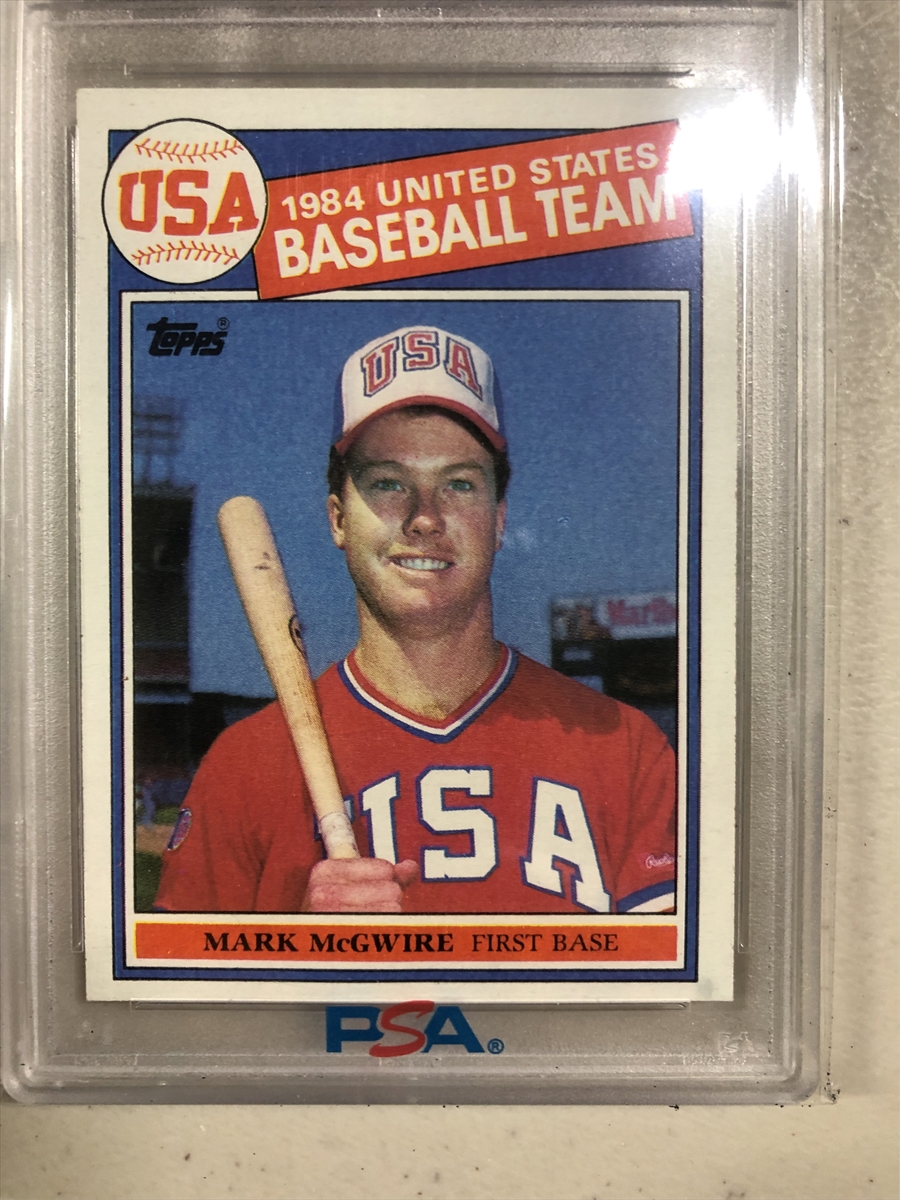 USA
1984 UNITED STATES
BASEBALL TEAM
topps®
USA
USA
MARK McGWIRE FIRST BASE
PSA®